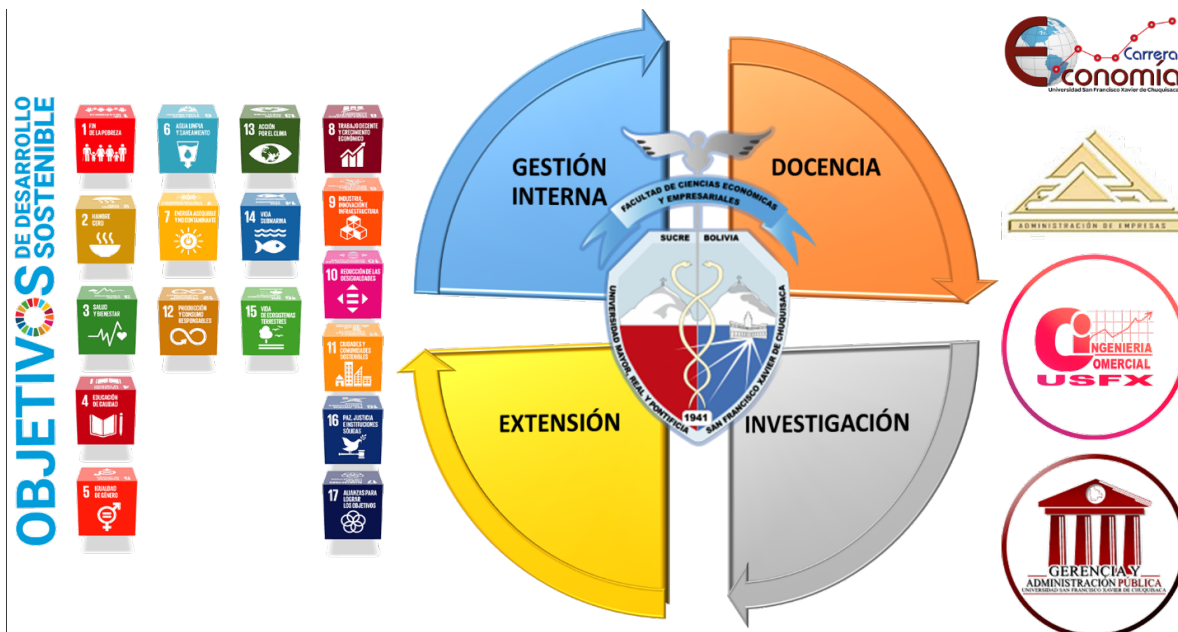 OBJETIVOS
DE DESARROLLO
SOSTENIBLE
1 FIN
DE LA POBREZA
2 HAMBRE
CERO
3 SALUD
Y BIENESTAR
4 EDUCACIÓN
DE CALIDAD
5 IGUALDAD
DE GÉNERO
6 AGUA LIMPIA
Y SANEAMIENTO
7 ENERGÍA ASEQUIBLE
Y NO CONTAMINANTE
12 PRODUCCIÓN
Y CONSUMO
RESPONSABLES
13 ACCIÓN
POR EL CLIMA
14 VIDA
SUBMARINA
15 VIDA
DE ECOSISTEMAS
TERRESTRES
8 TRABAJO DECENTE
Y CRECIMIENTO
ECONÓMICO
9 INDUSTRIA,
INNOVACIÓN E
INFRAESTRUCTURA
10 REDUCCIÓN DE LAS
DESIGUALDADES
11 CIUDADES Y
COMUNIDADES
SOSTENIBLES
16 PAZ, JUSTICIA
E INSTITUCIONES
SÓLIDAS
17 ALIANZAS PARA
LOGRAR
LOS OBJETIVOS
GESTIÓN
INTERNA
DOCENCIA
EXTENSIÓN
INVESTIGACIÓN
FACULTAD DE CIENCIAS ECONÓMICAS
Y EMPRESARIALES
SUCRE BOLIVIA
UNIVERSIDAD MAYOR, REAL Y PONTIFICIA
SAN FRANCISCO XAVIER DE CHUQUISACA
1941
Carrera
Economía
Universidad San Francisco Xavier de Chuquisaca
ADMINISTRACIÓN DE EMPRESAS
INGENIERIA
COMERCIAL
USFX
GERENCIA Y
ADMINISTRACIÓN PÚBLICA
UNIVERSIDAD SAN FRANCISCO XAVIER DE CHUQUISACA